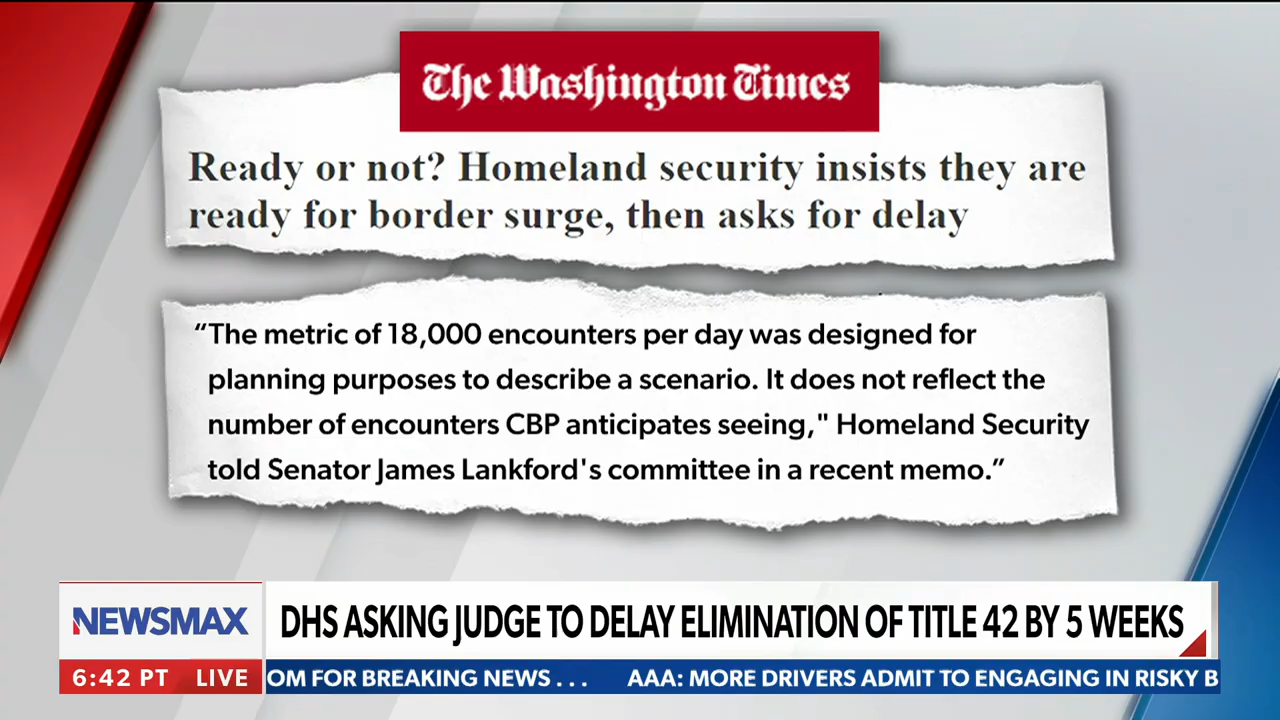 The Washington Times
Ready or not? Homeland security insists they are
ready for border surge, then asks for delay
“The metric of 18,000 encounters per day was designed for
planning purposes to describe a scenario. It does not reflect the
number of encounters CBP anticipates seeing," Homeland Security
told Senator James Lankford's committee in a recent memo.”
NEWSMAX
DHS ASKING JUDGE TO DELAY ELIMINATION OF TITLE 42 BY 5 WEEKS
6:42 PT LIVE
OM FOR BREAKING NEWS . . . AAA: MORE DRIVERS ADMIT TO ENGAGING IN RISKY B